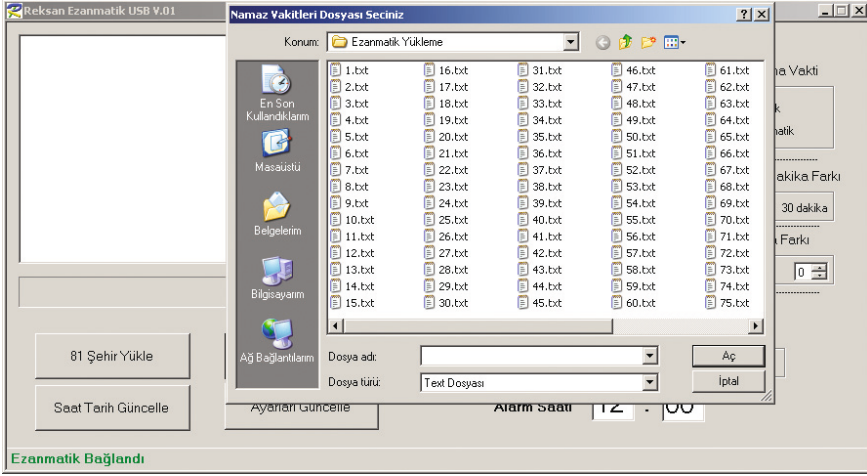 Reksan Ezanmatik USB V.01
Namaz Vakitleri Dosyası Seciniz
Konum: Ezanmatik Yükleme
En Son Kullandıklarım
Masaüstü
Belgelerim
Bilgisayarım
Ağ Bağlantılarım
1.txt
2.txt
3.txt
4.txt
5.txt
6.txt
7.txt
8.txt
9.txt
10.txt
11.txt
12.txt
13.txt
14.txt
15.txt
16.txt
17.txt
18.txt
19.txt
20.txt
21.txt
22.txt
23.txt
24.txt
25.txt
26.txt
27.txt
28.txt
29.txt
30.txt
31.txt
32.txt
33.txt
34.txt
35.txt
36.txt
37.txt
38.txt
39.txt
40.txt
41.txt
42.txt
43.txt
44.txt
45.txt
46.txt
47.txt
48.txt
49.txt
50.txt
51.txt
52.txt
53.txt
54.txt
55.txt
56.txt
57.txt
58.txt
59.txt
60.txt
61.txt
62.txt
63.txt
64.txt
65.txt
66.txt
67.txt
68.txt
69.txt
70.txt
71.txt
72.txt
73.txt
74.txt
75.txt
Dosya adı:
Aç
Dosya türü: Text Dosyası
İptal
Vakti
Farkı
30 dakika
Farkı
0
81 Şehir Yükle
Saat Tarih Güncelle
Ayarları Güncelle
Alarm Saati 12 : 00
Ezanmatik Bağlandı